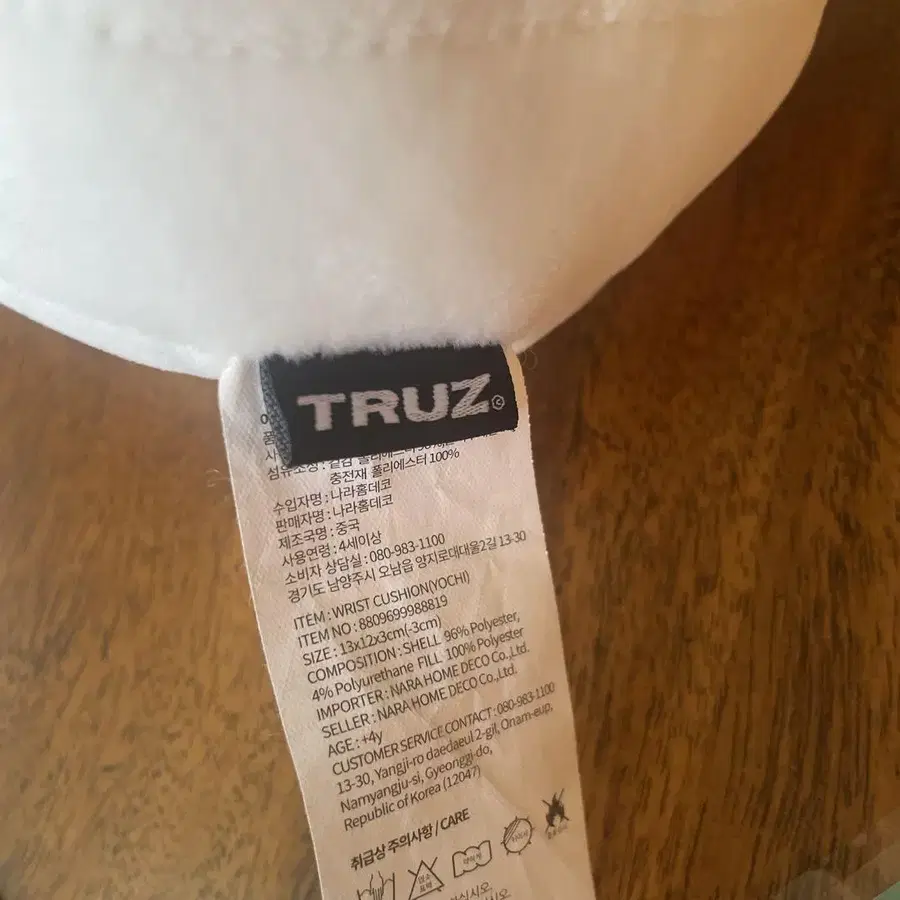 TRUZ©
충전재 폴리에스터 100%
수입자명 : 나라홈데코
판매자명 : 나라홈데코
제조국명 : 중국
사용연령 : 4세이상
소비자 상담실 : 080-983-1100
경기도 남양주시 오남읍 양지로대대울2길 13-30
ITEM : WRIST CUSHION(YOCHI)
ITEM NO : 8809699988819
SIZE : 13x12x3cm(-3cm)
COMPOSITION : SHELL 96% Polyester,
4% Polyurethane FILL 100% Polyester
IMPORTER : NARA HOME DECO Co.,Ltd.
SELLER : NARA HOME DECO Co.,Ltd.
AGE : +4y
CUSTOMER SERVICE CONTACT : 080-983-1100
13-30, Yangji-ro daedaeul 2-gil, Onam-eup,
Namyangju-si, Gyeonggi-do,
Republic of Korea (12047)
취급상 주의사항 / CARE
염소
표백